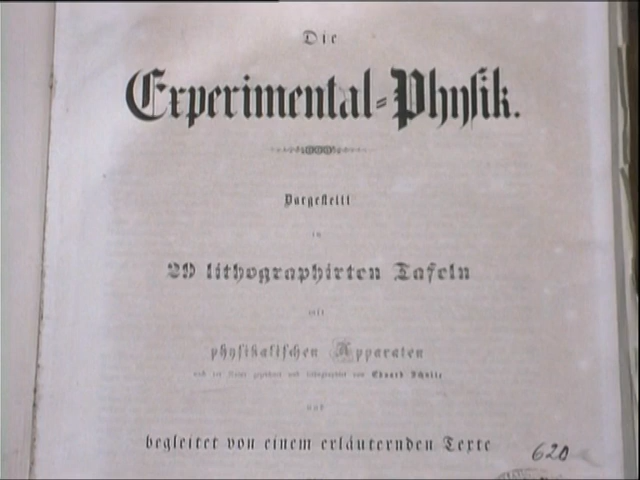 Die
Experimental-Physik.
Dargestellt
in
29 lithographirten Tafeln
mit
physikalischen Apparaten
nach der Natur gezeichnet und lithographirt von Eduard
und
begleitet von einem erläuternden Texte
620